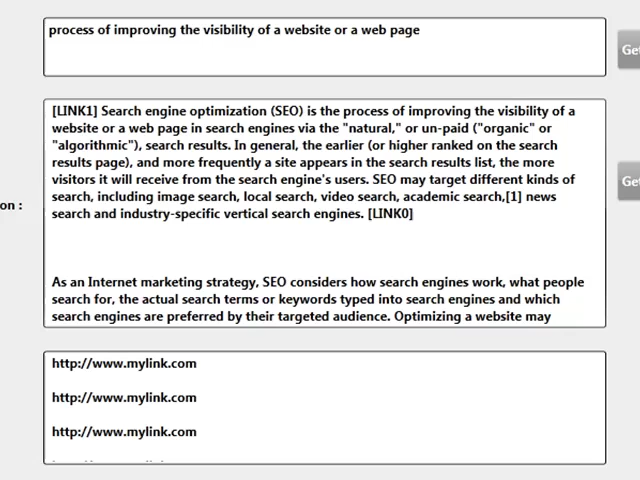 process of improving the visibility of a website or a web page
Get
[LINK1] Search engine optimization (SEO) is the process of improving the visibility of a
website or a web page in search engines via the "natural," or un-paid ("organic" or
"algorithmic"), search results. In general, the earlier (or higher ranked on the search
results page), and more frequently a site appears in the search results list, the more
visitors it will receive from the search engine's users. SEO may target different kinds of
search, including image search, local search, video search, academic search,[1] news
search and industry-specific vertical search engines. [LINK0]
Get
on :
As an Internet marketing strategy, SEO considers how search engines work, what people
search for, the actual search terms or keywords typed into search engines and which
search engines are preferred by their targeted audience. Optimizing a website may
http://www.mylink.com
http://www.mylink.com
http://www.mylink.com